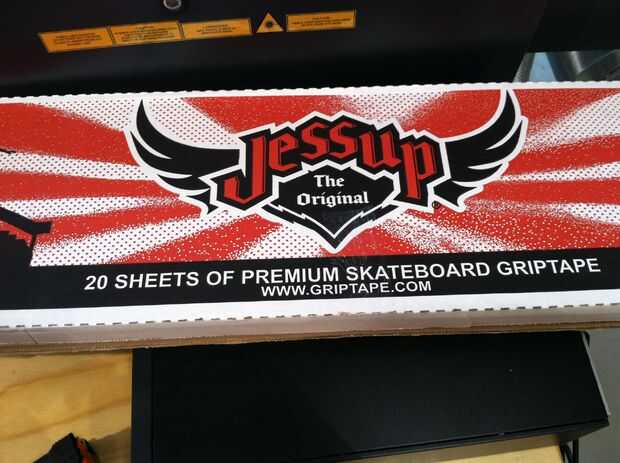 Jessup
The
Original
20 SHEETS OF PREMIUM SKATEBOARD GRIPTAPE
WWW.GRIPTAPE.COM